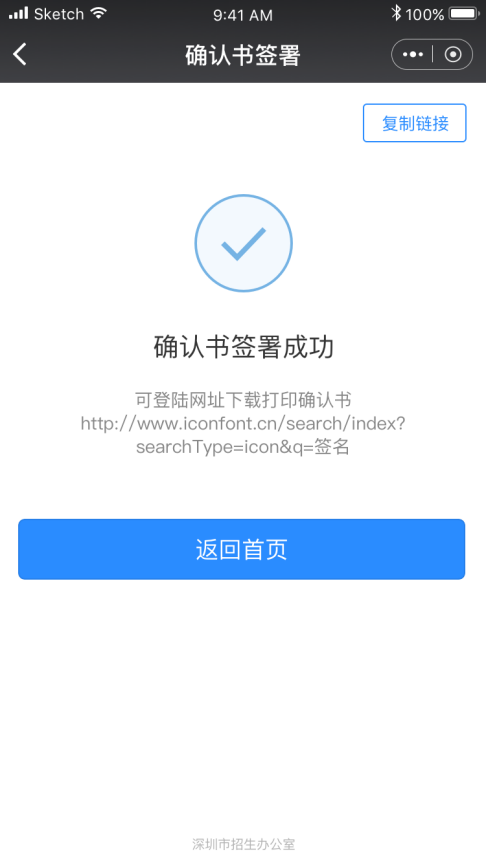 Sketch 9:41 AM 100%
确认书签署
复制链接
确认书签署成功
可登陆网址下载打印确认书
http://www.iconfont.cn/search/index?
searchType=icon&q=签名
返回首页
深圳市招生办公室